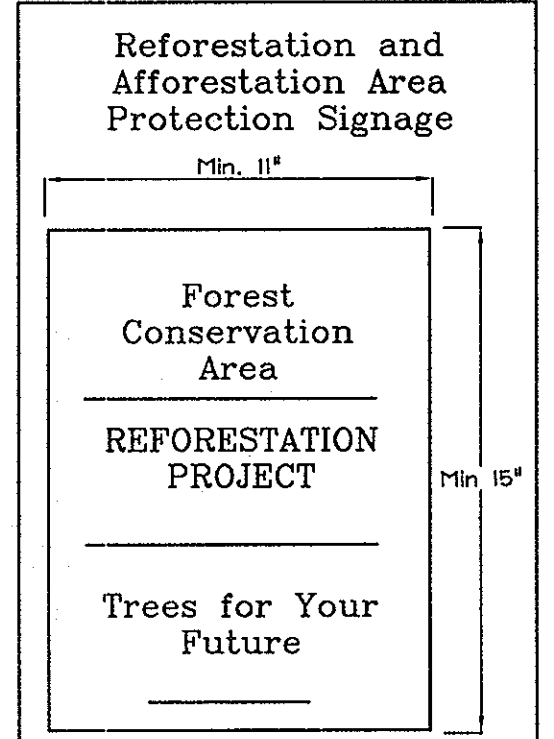 Reforestation and
Afforestation Area
Protection Signage
Min. 11"
Forest
Conservation
Area
REFORESTATION
PROJECT
Min 15"
Trees for Your
Future